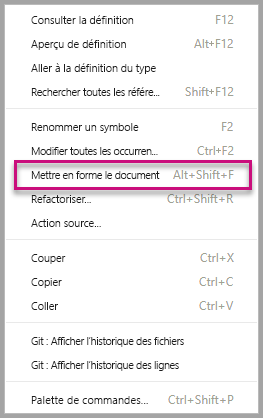 Consulter la définition F12
Aperçu de définition Alt+F12
Aller à la définition du type
Rechercher toutes les référe... Shift+F12
Renommer un symbole F2
Modifier toutes les occurren... Ctrl+F2
Mettre en forme le document Alt+Shift+F
Refactoriser... Ctrl+Shift+R
Action source...
Couper Ctrl+X
Copier Ctrl+C
Coller Ctrl+V
Git : Afficher l'historique des fichiers
Git : Afficher l'historique des lignes
Palette de commandes... Ctrl+Shift+P